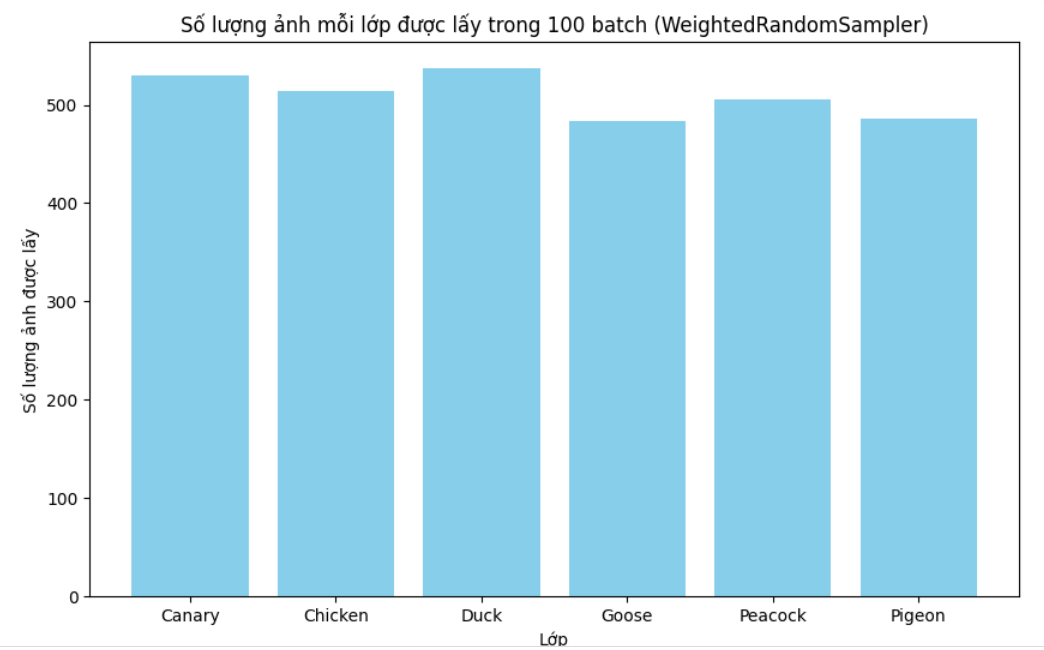 Số lượng ảnh mỗi lớp được lấy trong 100 batch (WeightedRandomSampler)
Số lượng ảnh được lấy
500
400
300
200
100
0
Canary Chicken Duck Goose Peacock Pigeon
Lớp